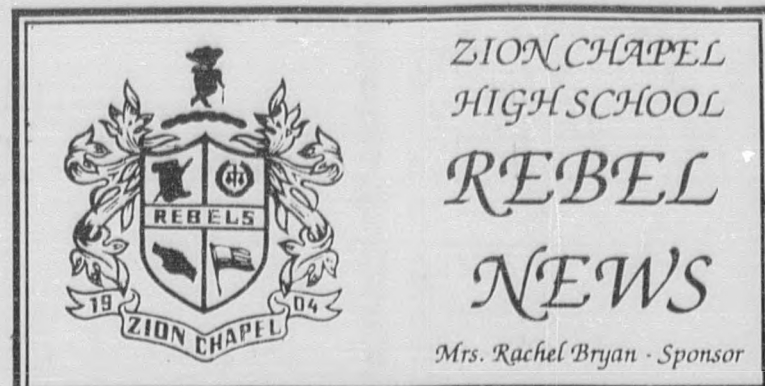 REBELS
19 04
ZION CHAPEL
ZION CHAPEL
HIGH SCHOOL
REBEL
NEWS
Mrs. Rachel Bryan - Sponsor